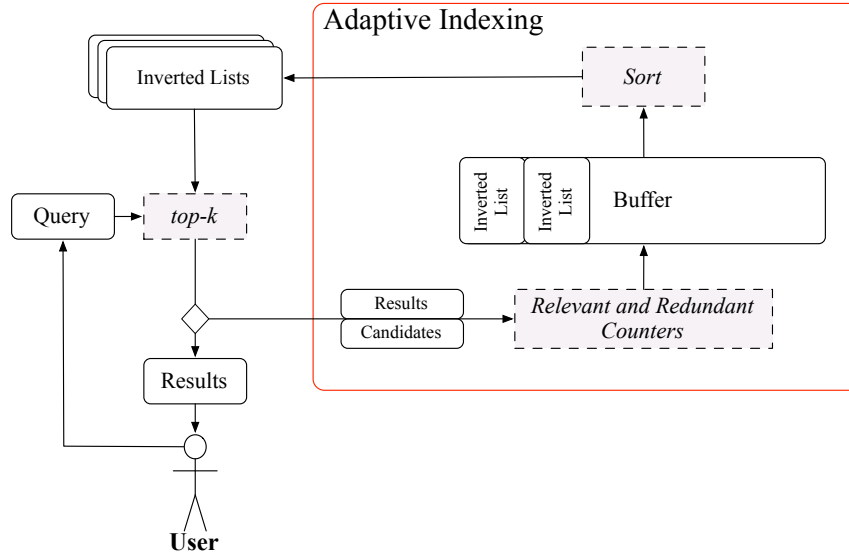 Adaptive Indexing
Inverted Lists
Sort
Inverted
List
Inverted
List
Buffer
Query
top-k
Results
Candidates
Relevant and Redundant
Counters
Results
User